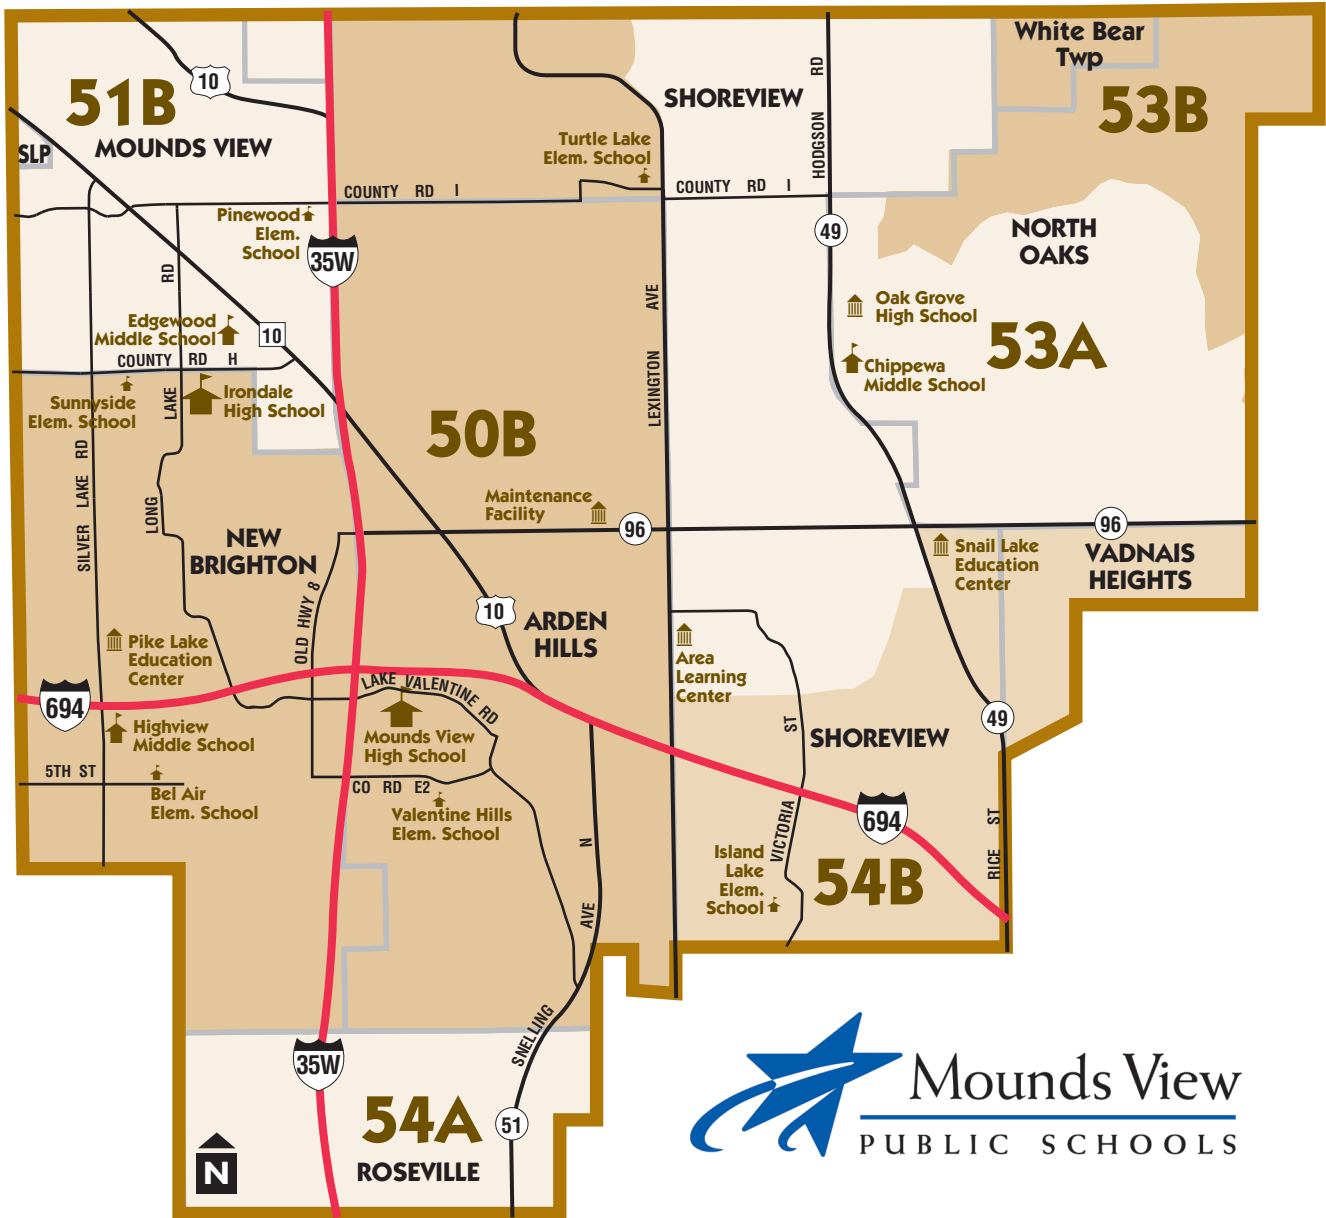 White Bear
Twp
10
51B
SHOREVIEW
HODGSON RD
53B
MOUNDS VIEW
SLP
Turtle Lake
Elem. School
COUNTY RD I
COUNTY RD I
Pinewood
Elem.
School
35W
49
NORTH
OAKS
RD
AVE
Oak Grove
High School
Edgewood
Middle School
10
53A
COUNTY RD H
Chippewa
Middle School
Sunnyside
Elem. School
LAKE
Irondale
High School
LEXINGTON
50B
SILVER LAKE RD
LONG
Maintenance
Facility
96
96
NEW
BRIGHTON
Snail Lake
Education
Center
VADNAIS
HEIGHTS
OLD HWY 8
10
ARDEN
HILLS
Pike Lake
Education
Center
Area
Learning
Center
694
LAKE VALENTINE RD
49
Highview
Middle School
Mounds View
High School
ST
SHOREVIEW
5TH ST
Bel Air
Elem. School
CO RD E2
Valentine Hills
Elem. School
VICTORIA
694
RICE ST
N
Island
Lake
Elem.
School
54B
AVE
SNELLING
35W
54A
51
ROSEVILLE
N
Mounds View
PUBLIC SCHOOLS